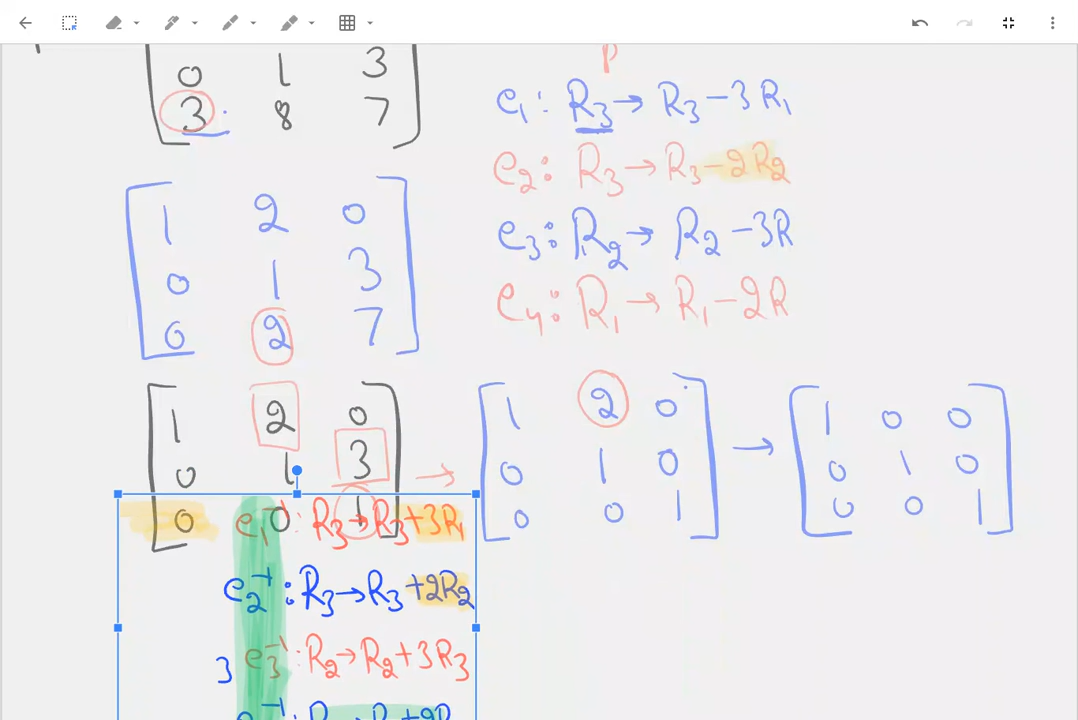 0 1 3
3 8 7
p
e₁: R₃ → R₃ - 3R₁
e₂: R₃ → R₃ - 2R₂
e₃: R₂ → R₂ - 3R
e₄: R₁ → R₁ - 2R
1 2 0
0 1 3
0 2 7
1 2 0
0 1 3
0 0 1
→
1 2 0
0 1 0
0 0 1
→
1 0 0
0 1 0
0 0 1
e₁⁻¹: R₃ → R₃ + 3R₁
e₂⁻¹: R₃ → R₃ + 2R₂
3 e₃⁻¹: R₂ → R₂ + 3R₃